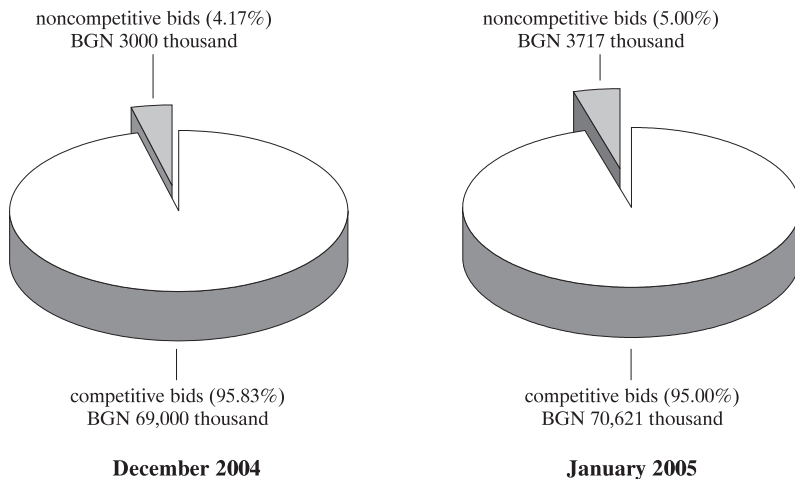 noncompetitive bids (4.17%)
BGN 3000 thousand
competitive bids (95.83%)
BGN 69,000 thousand
December 2004
noncompetitive bids (5.00%)
BGN 3717 thousand
competitive bids (95.00%)
BGN 70,621 thousand
January 2005